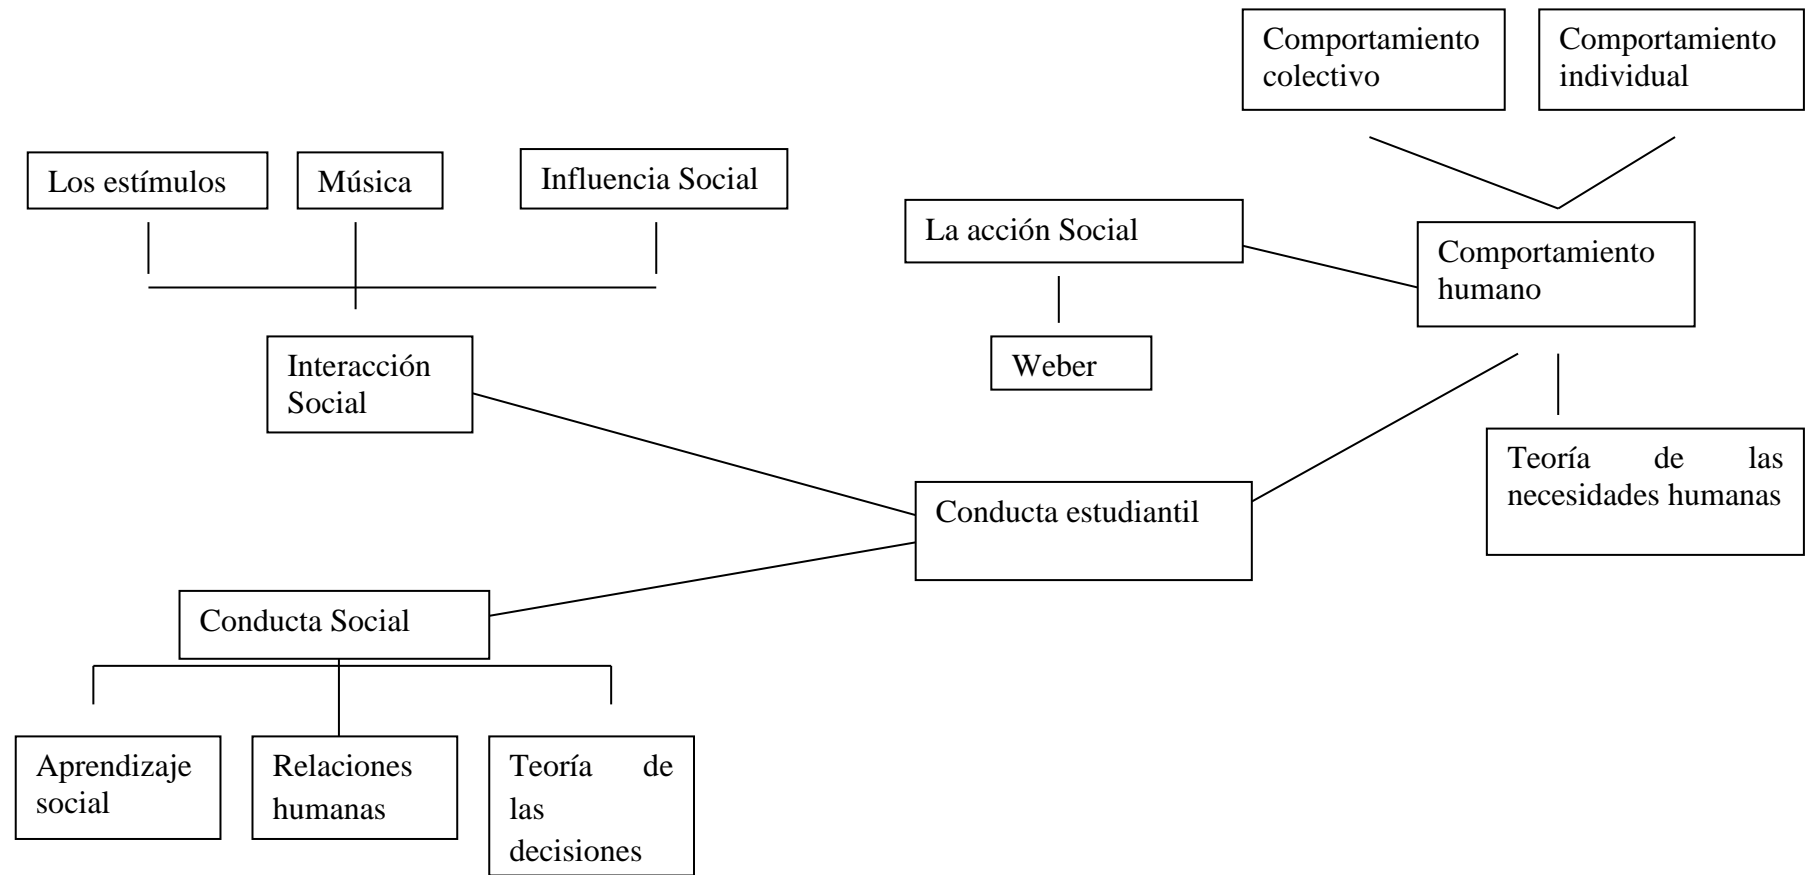 Comportamiento
colectivo
Comportamiento
individual
Los estímulos
Música
Influencia Social
La acción Social
Comportamiento
humano
Interacción
Social
Weber
Teoría de las
necesidades humanas
Conducta estudiantil
Conducta Social
Aprendizaje
social
Relaciones
humanas
Teoría de
las
decisiones